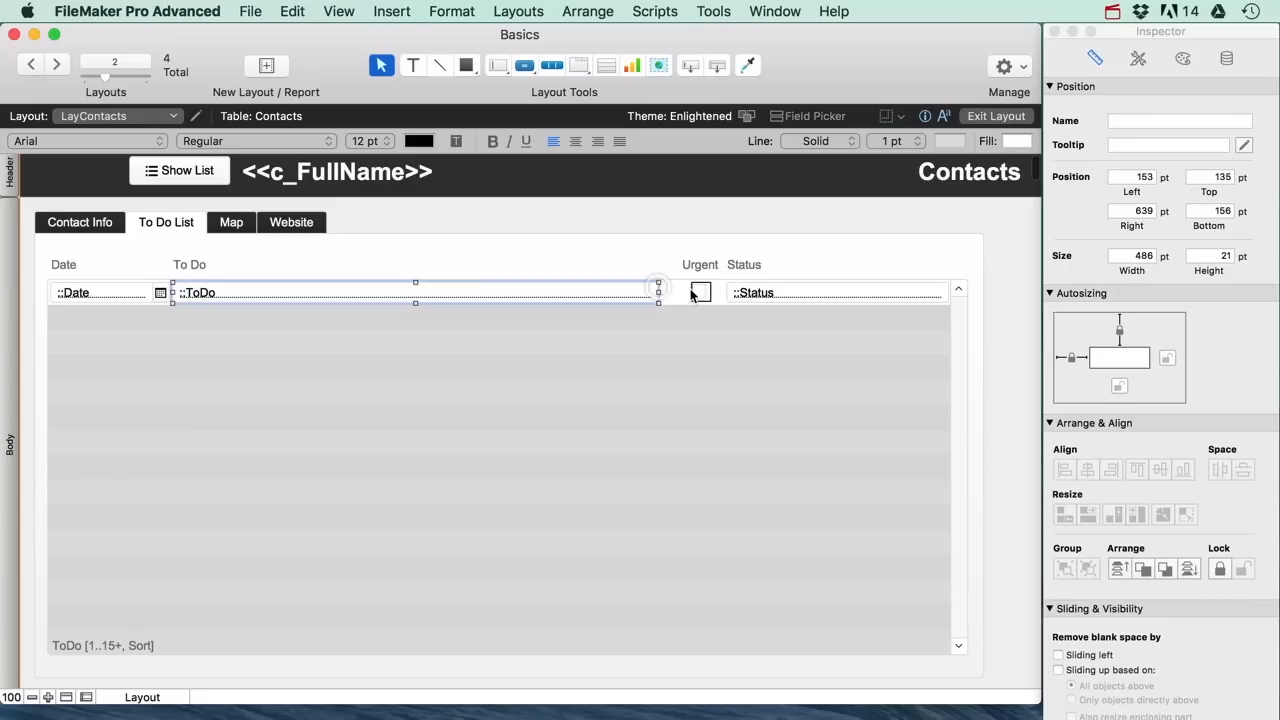 FileMaker Pro Advanced File Edit View Insert Format Layouts Arrange Scripts Tools Window Help 14
Basics
Inspector
2
4
Total
Layouts
New Layout / Report
Layout Tools
Manage
Layout: LayContacts Table: Contacts Theme: Enlightened Field Picker Exit Layout
Arial Regular 12 pt B I U Line: Solid 1 pt Fill:
Header
Show List <<c_FullName>> Contacts
Contact Info To Do List Map Website
Date To Do Urgent Status
::Date ::ToDo ::Status
Body
ToDo [1..15+, Sort]
100 Layout
Position
Name
Tooltip
Position 153 pt 135 pt
Left Top
639 pt 156 pt
Right Bottom
Size 486 pt 21 pt
Width Height
Autosizing
Arrange & Align
Align Space
Resize
Group Arrange Lock
Sliding & Visibility
Remove blank space by
Sliding left
Sliding up based on:
All objects above
Only objects directly above
Also resize enclosing part